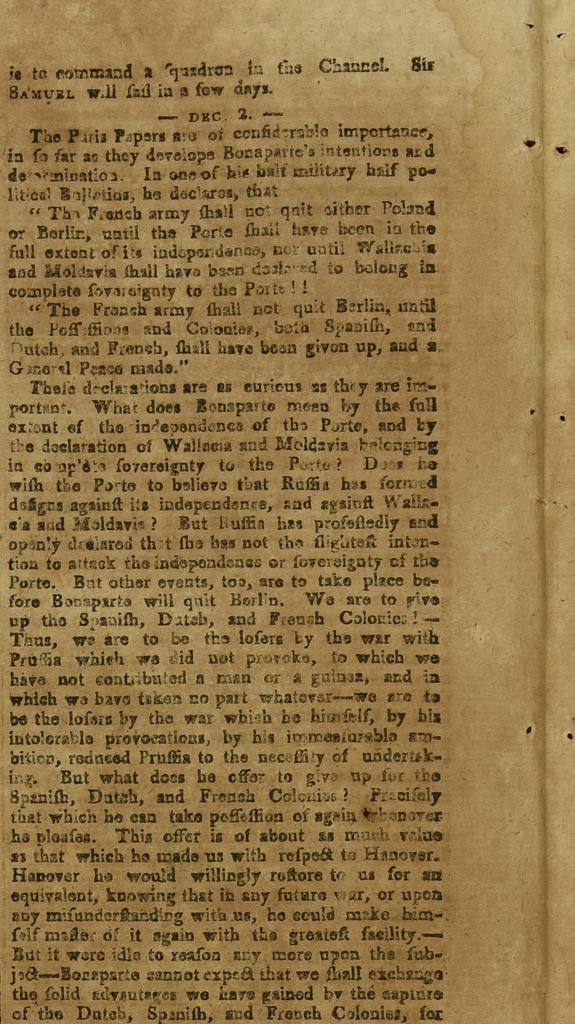 is to command a squadron in the Channel. Sir
SAMUEL will sail in a few days.
— DEC. 2. —
The Paris Papers are of conſiderable importance,
in ſo far as they develope Bonaparte's intentions and
determination. In one of his half military half po-
litical Bulletins, he declares, that
“ The French army ſhall not quit either Poland
or Berlin, until the Porte ſhall have been in the
full extent of its independence, nor until Wallachia
and Moldavia ſhall have been declared to belong in
complete ſovereignty to the Porte ! !
“ The French army ſhall not quit Berlin, until
the Poſſeſſions and Colonies, both Spaniſh, and
Dutch, and French, ſhall have been given up, and a
General Peace made.”
Theſe declarations are as curious as they are im-
portant. What does Bonaparte mean by the full
extent of the independence of the Porte, and by
the declaration of Wallacia and Moldavia belonging
in complete ſovereignty to the Porte ? Does he
wiſh the Porte to believe that Ruſſia has formed
deſigns againſt its independence, and againſt Walla-
cia and Moldavia ? But Ruſſia has profeſſedly and
openly declared that ſhe has not the ſlighteſt inten-
tion to attack the independence or ſovereignty of the
Porte. But other events, too, are to take place be-
fore Bonaparte will quit Berlin. We are to give
up the Spaniſh, Dutch, and French Colonies !—
Thus, we are to be the loſers by the war with
Pruſſia which we did not provoke, to which we
have not contributed a man or a guinea, and in
which we have taken no part whatever—we are to
be the loſers by the war which he himſelf, by his
intolerable provocations, by his immeaſurable am-
bition, reduced Pruſſia to the neceſſity of undertak-
ing. But what does he offer to give up for the
Spaniſh, Dutch, and French Colonies ? Preciſely
that which he can take poſſeſſion of again whenever
he pleaſes. This offer is of about as much value
as that which he made us with reſpect to Hanover.
Hanover he would willingly reſtore to us for an
equivalent, knowing that in any future war, or upon
any miſunderſtanding with us, he could make him-
ſelf maſter of it again with the greateſt facility.—
But it were idle to reaſon any more upon the ſub-
ject—Bonaparte cannot expect that we ſhall exchange
the ſolid advantages we have gained by the capture
of the Dutch, Spaniſh, and French Colonies, for